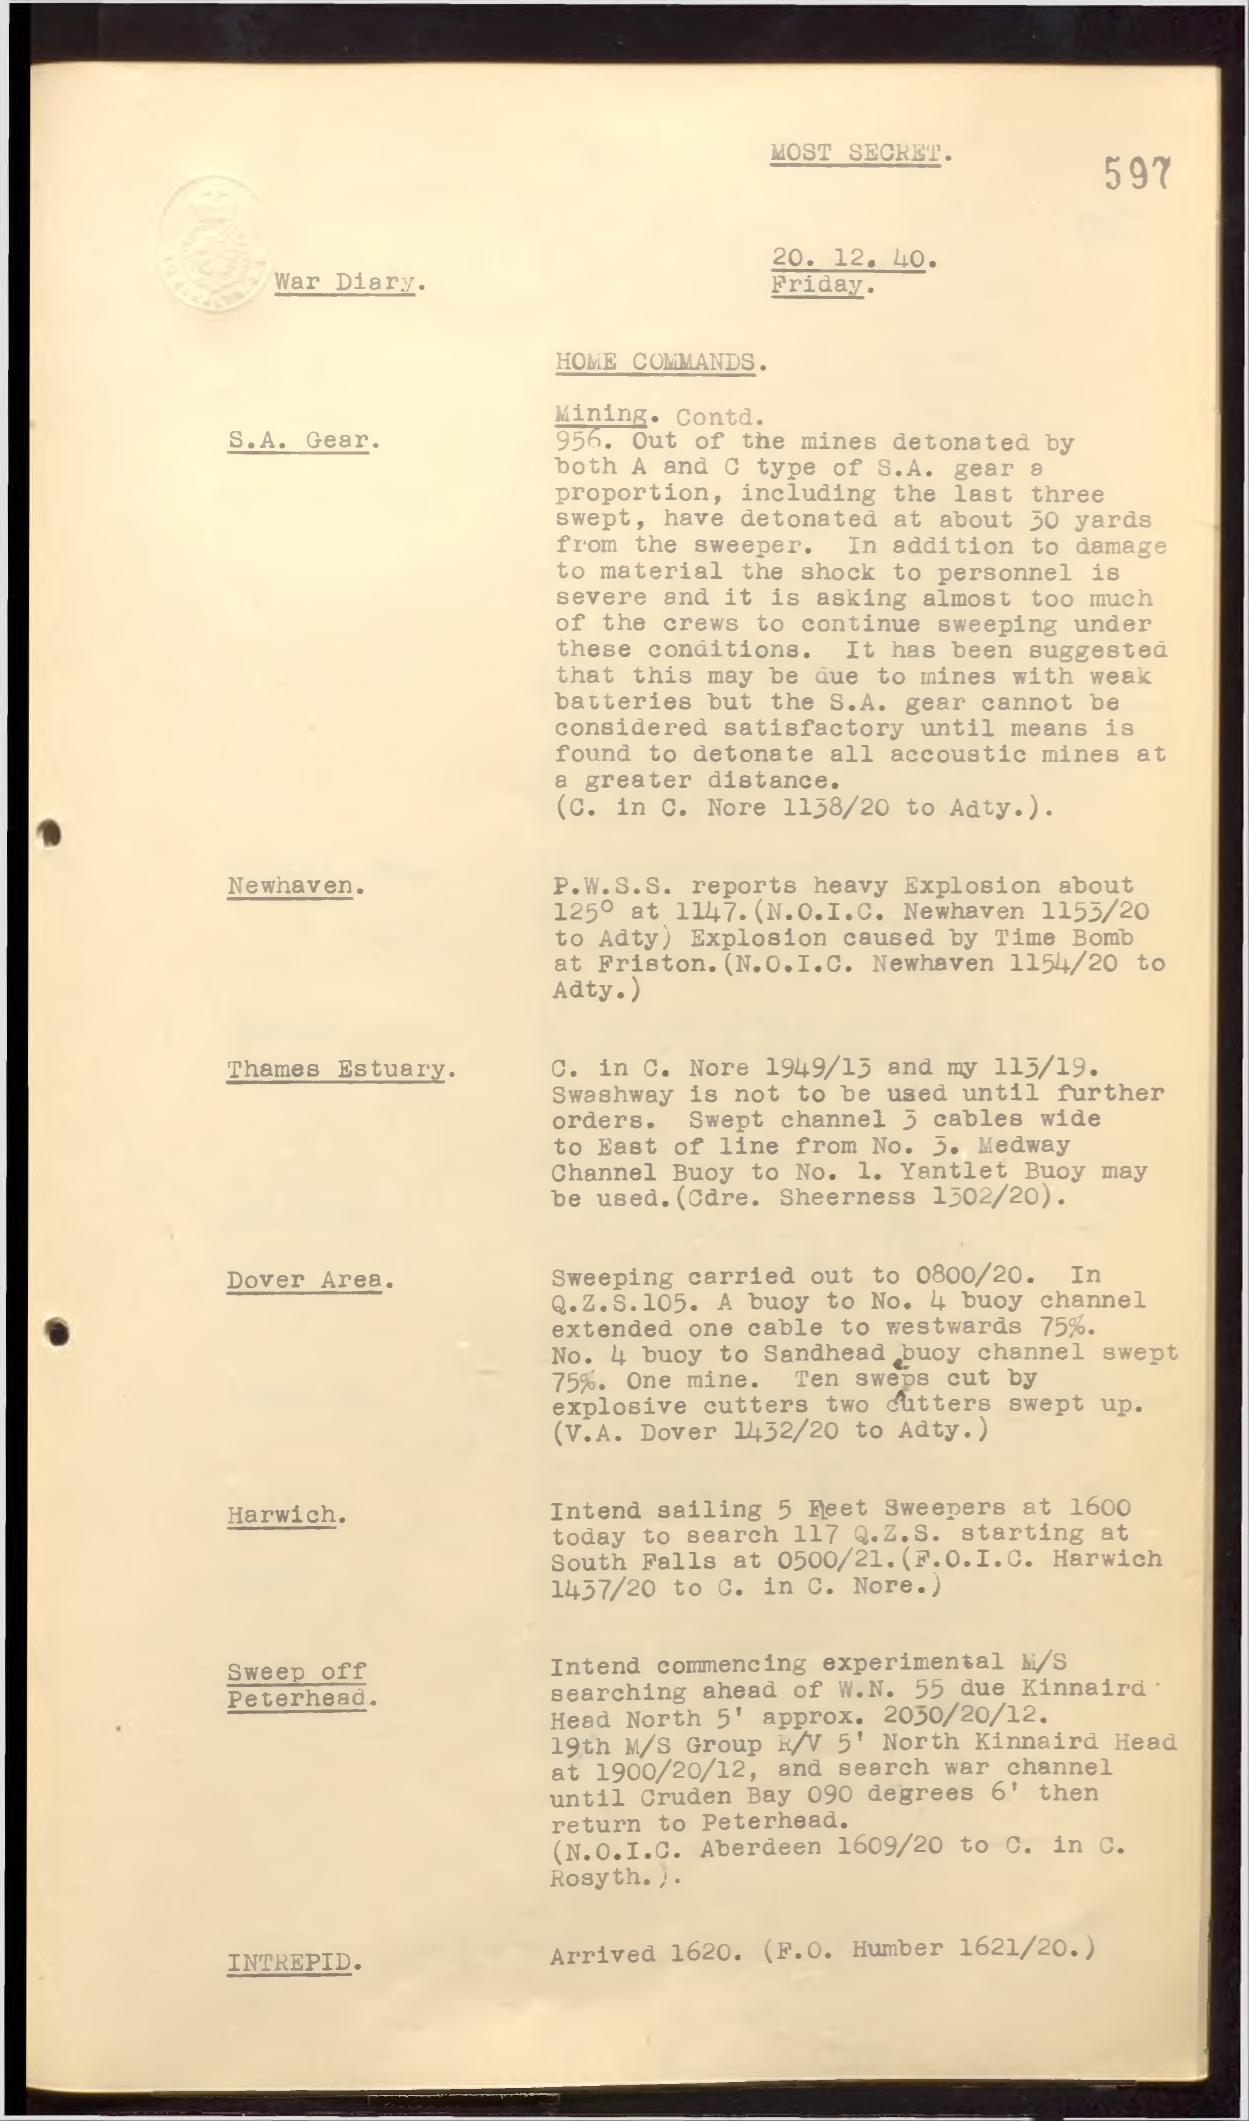 MOST SECRET.
597
20. 12. 40.
Friday.
War Diary.
HOME COMMANDS.
Mining. Contd.
S.A. Gear.
956. Out of the mines detonated by
both A and C type of S.A. gear a
proportion, including the last three
swept, have detonated at about 30 yards
from the sweeper. In addition to damage
to material the shock to personnel is
severe and it is asking almost too much
of the crews to continue sweeping under
these conditions. It has been suggested
that this may be due to mines with weak
batteries but the S.A. gear cannot be
considered satisfactory until means is
found to detonate all accoustic mines at
a greater distance.
(C. in C. Nore 1138/20 to Adty.).
Newhaven.
P.W.S.S. reports heavy Explosion about
125° at 1147.(N.O.I.C. Newhaven 1153/20
to Adty) Explosion caused by Time Bomb
at Friston.(N.O.I.C. Newhaven 1154/20 to
Adty.)
Thames Estuary.
C. in C. Nore 1949/13 and my 113/19.
Swashway is not to be used until further
orders. Swept channel 3 cables wide
to East of line from No. 3. Medway
Channel Buoy to No. 1. Yantlet Buoy may
be used.(Cdre. Sheerness 1302/20).
Dover Area.
Sweeping carried out to 0800/20. In
Q.Z.S.105. A buoy to No. 4 buoy channel
extended one cable to westwards 75%.
No. 4 buoy to Sandhead buoy channel swept
75%. One mine. Ten sweeps cut by
explosive cutters two cutters swept up.
(V.A. Dover 1432/20 to Adty.)
Harwich.
Intend sailing 5 Fleet Sweepers at 1600
today to search 117 Q.Z.S. starting at
South Falls at 0500/21.(F.O.I.C. Harwich
1437/20 to C. in C. Nore.)
Sweep off
Peterhead.
Intend commencing experimental M/S
searching ahead of W.N. 55 due Kinnaird
Head North 5' approx. 2030/20/12.
19th M/S Group R/V 5' North Kinnaird Head
at 1900/20/12, and search war channel
until Cruden Bay 090 degrees 6' then
return to Peterhead.
(N.O.I.C. Aberdeen 1609/20 to C. in C.
Rosyth.).
INTREPID.
Arrived 1620. (F.O. Humber 1621/20.)